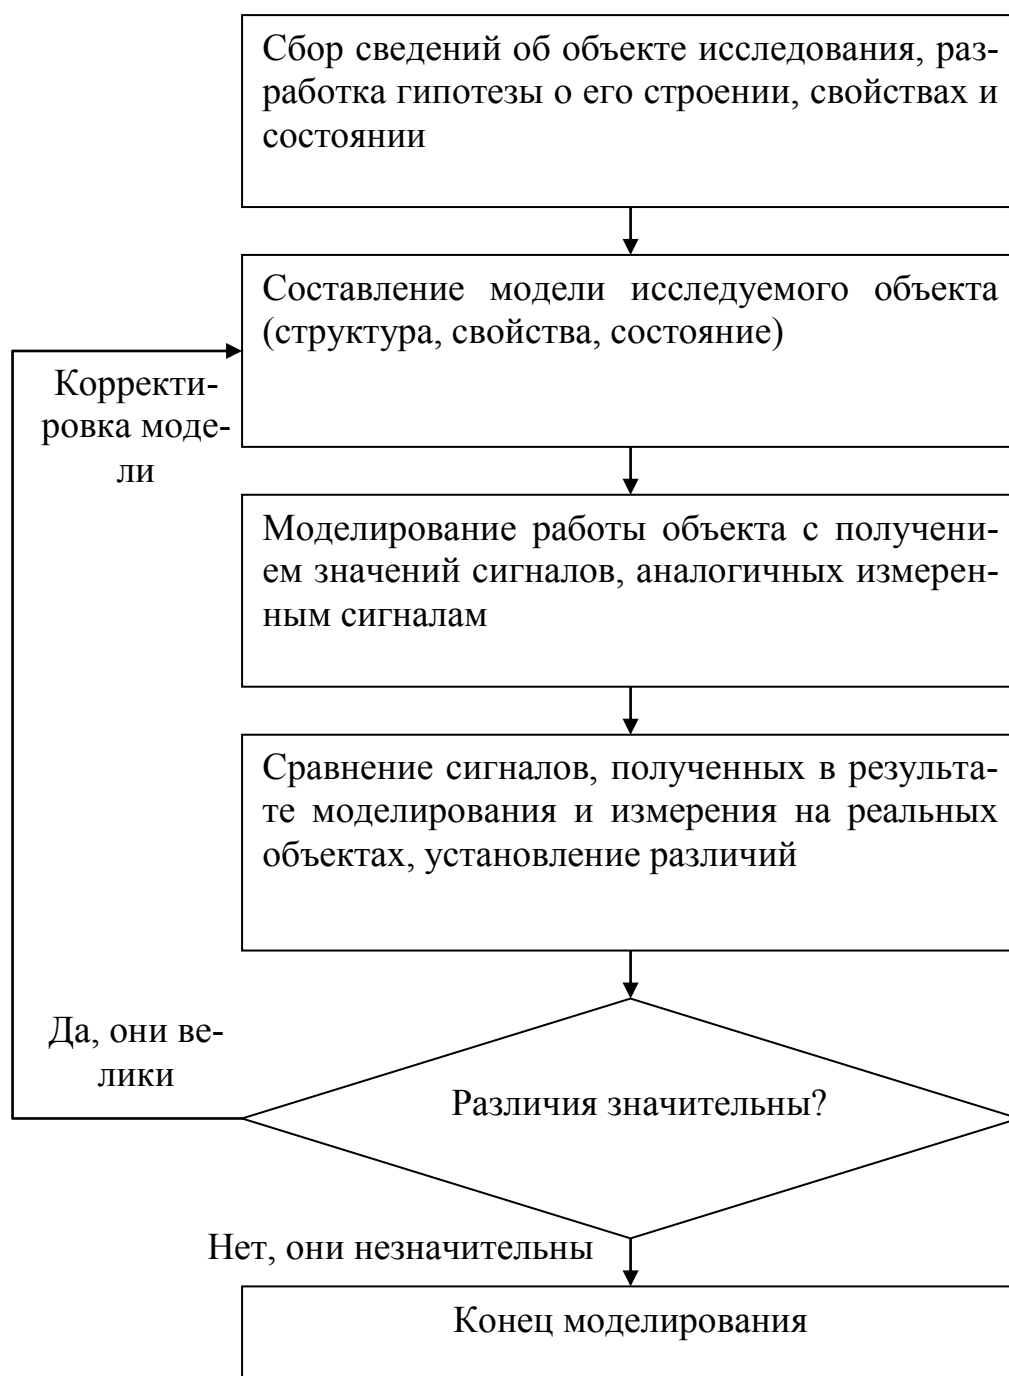 Сбор сведений об объекте исследования, раз-
работка гипотезы о его строении, свойствах и
состоянии
Составление модели исследуемого объекта
(структура, свойства, состояние)
Корректи-
ровка моде-
ли
Моделирование работы объекта с получени-
ем значений сигналов, аналогичных измерен-
ным сигналам
Сравнение сигналов, полученных в результа-
те моделирования и измерения на реальных
объектах, установление различий
Да, они ве-
лики
Различия значительны?
Нет, они незначительны
Конец моделирования